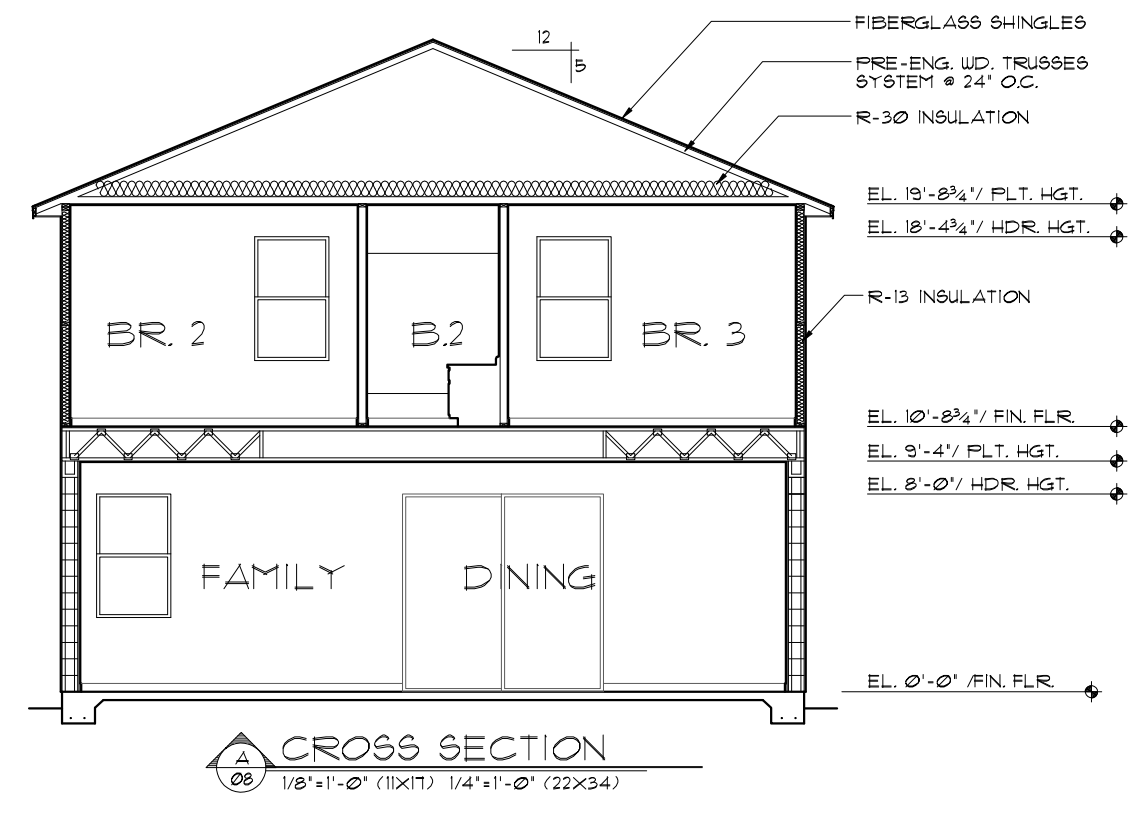 FIBERGLASS SHINGLES
12
5
PRE-ENG. WD. TRUSSES
SYSTEM @ 24" O.C.
R-30 INSULATION
EL. 19'-8¾"/ PLT. HGT.
EL. 18'-4¾"/ HDR. HGT.
R-13 INSULATION
BR. 2
B.2
BR. 3
EL. 10'-8¾"/ FIN. FLR.
EL. 9'-4"/ PLT. HGT.
EL. 8'-0"/ HDR. HGT.
FAMILY
DINING
EL. 0'-0" /FIN. FLR.
A
08
CROSS SECTION
1/8"=1'-0" (11X17) 1/4"=1'-0" (22X34)